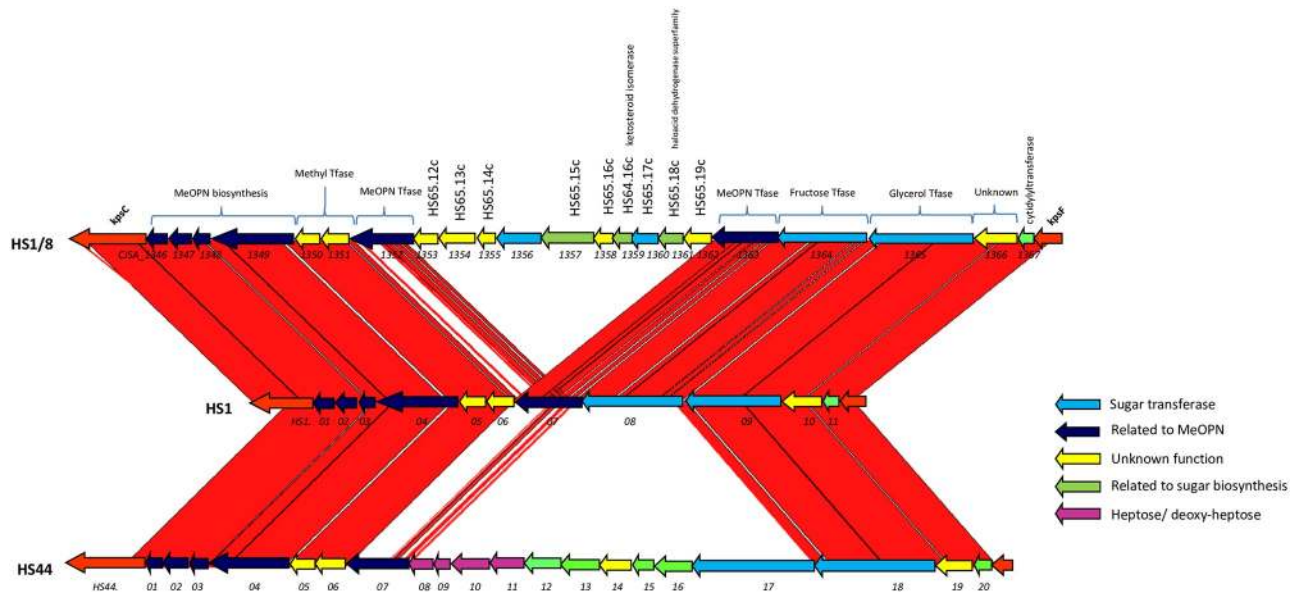 haloacid dehydrogenase superfamily
ketosteroid isomerase
HS65.12c
HS65.13c
HS65.14c
HS65.15c
HS65.16c
HS64.16c
HS65.17c
HS65.18c
HS65.19c
cytidylyltransferase
kpsC
MeOPN biosynthesis
Methyl Tfase
MeOPN Tfase
MeOPN Tfase
Fructose Tfase
Glycerol Tfase
Unknown
kpsF
HS1/8
CJSA_1346 1347 1348 1349 1350 1351 1352 1353 1354 1355 1356 1357 1358 1359 1360 1361 1362 1363 1364 1365 1366 1367
HS1
HS1. 01 02 03 04 05 06 07 08 09 10 11
Sugar transferase
Related to MeOPN
Unknown function
Related to sugar biosynthesis
Heptose/ deoxy-heptose
HS44
HS44. 01 02 03 04 05 06 07 08 09 10 11 12 13 14 15 16 17 18 19 20